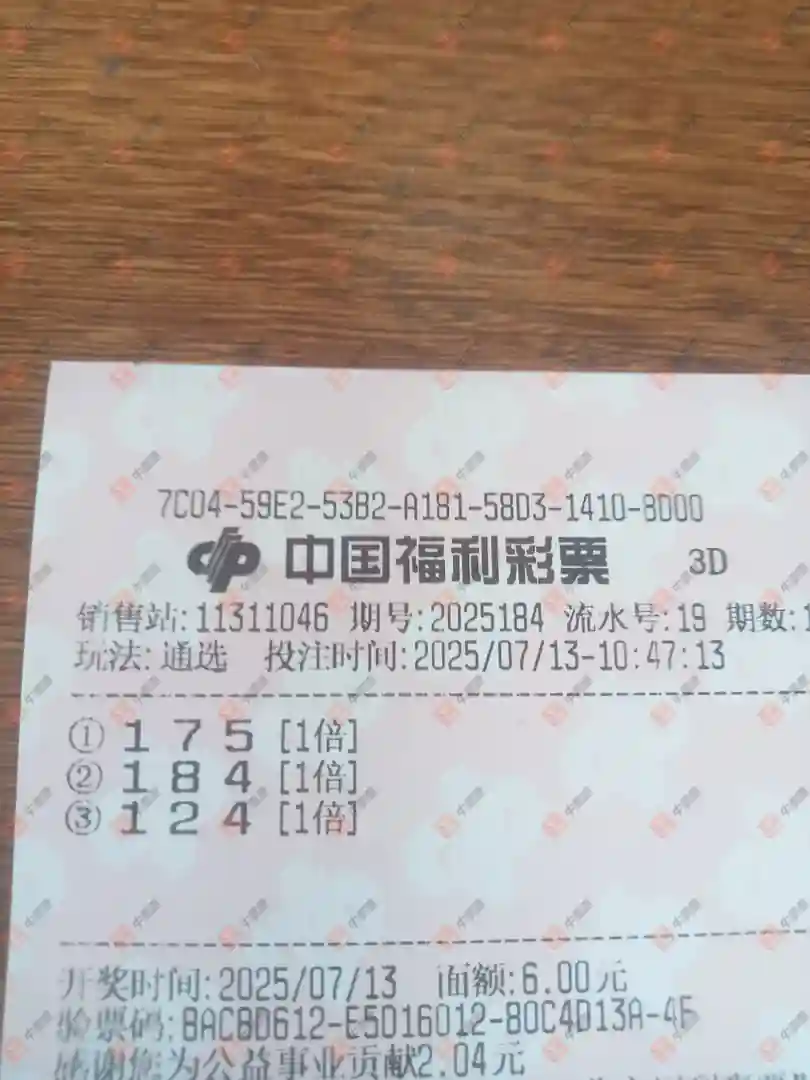 7C04-59E2-53B2-A181-58D3-1410-8D00
中国福利彩票 3D
销售站:11311046 期号:2025184 流水号:19 期数:1
玩法:通选 投注时间:2025/07/13-10:47:13
① 1 7 5 [1倍]
② 1 8 4 [1倍]
③ 1 2 4 [1倍]
开奖时间:2025/07/13 面额:6.00元
验票码:BACBD612-E5D16012-80C4D13A-4F
感谢您为公益事业贡献2.04元